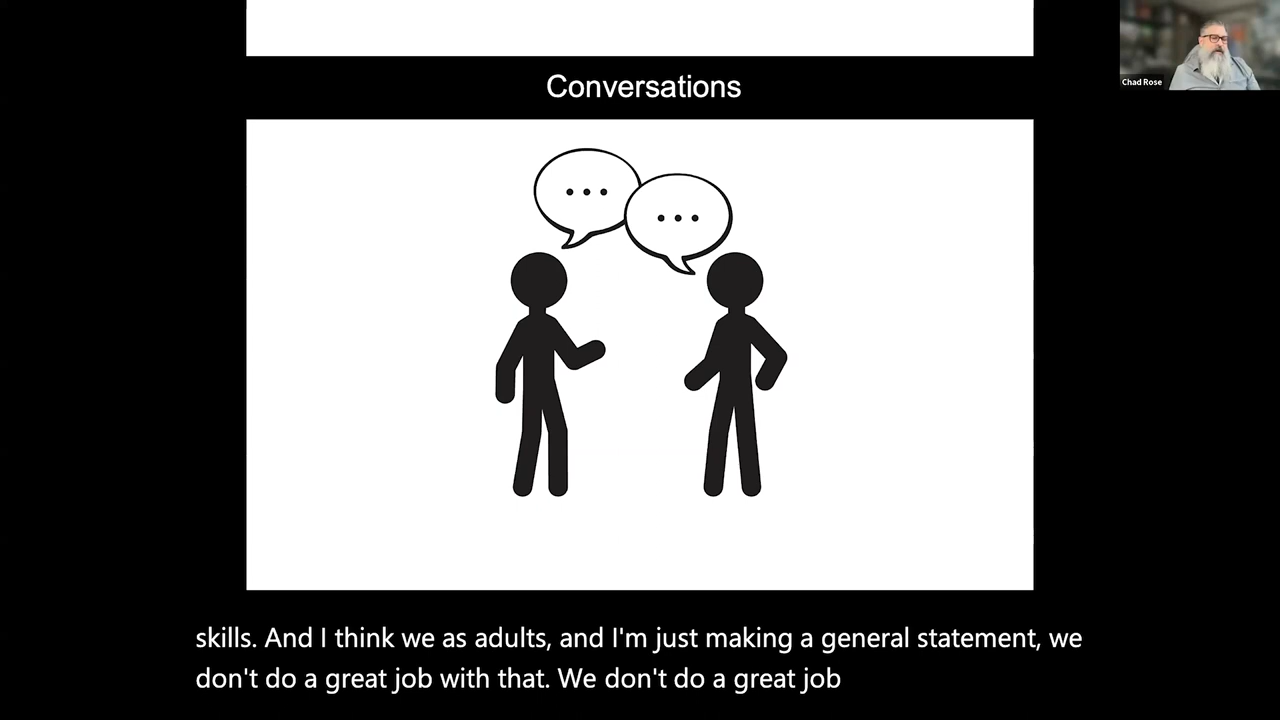 Conversations
Chad Rose
skills. And I think we as adults, and I'm just making a general statement, we
don't do a great job with that. We don't do a great job